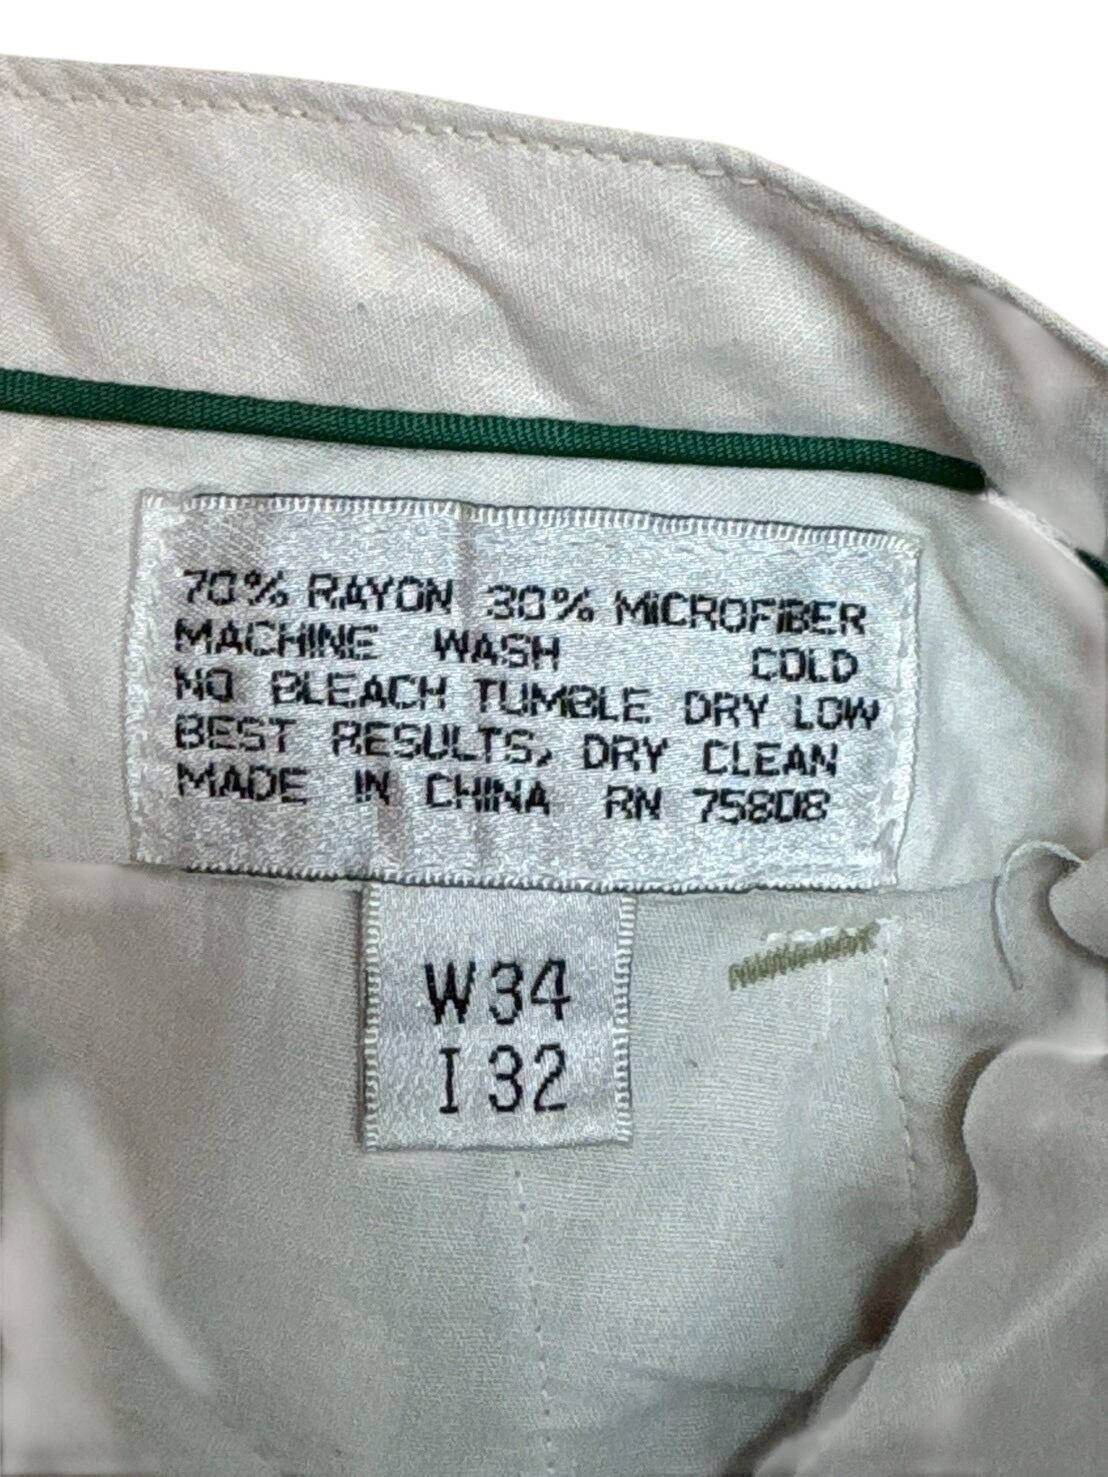 70% RAYON 30% MICROFIBER
MACHINE WASH COLD
NO BLEACH TUMBLE DRY LOW
BEST RESULTS, DRY CLEAN
MADE IN CHINA RN 75808
W34
I 32